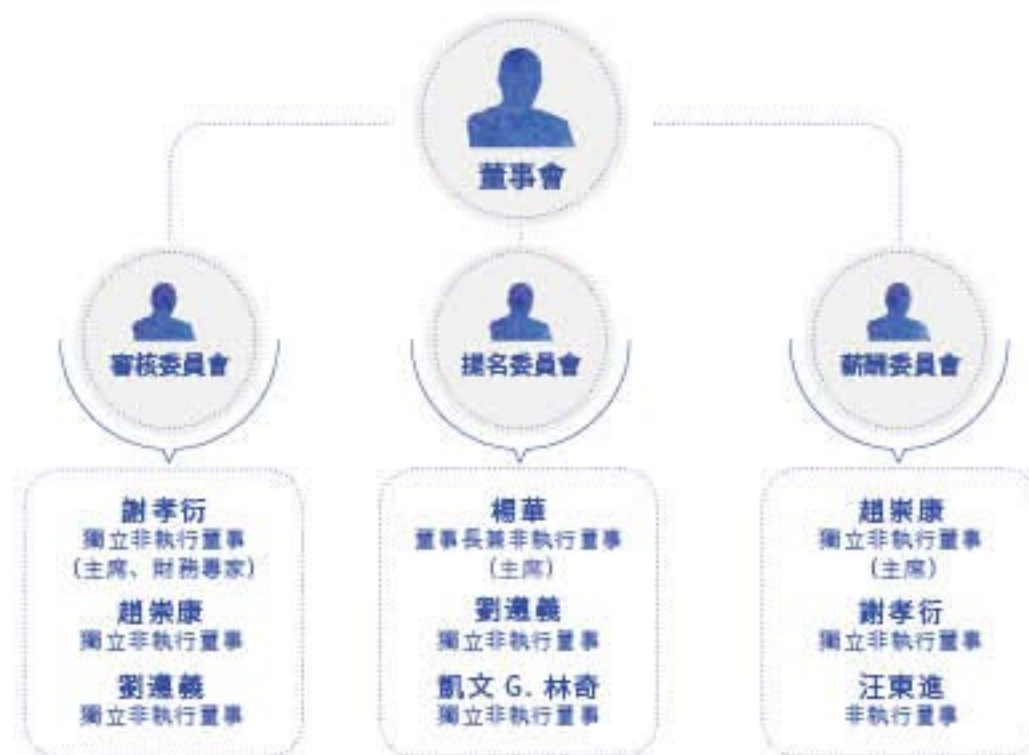 董事會
審核委員會
提名委員會
薪酬委員會
謝孝衍
獨立非執行董事
(主席、財務專家)
趙崇康
獨立非執行董事
劉遵義
獨立非執行董事
楊華
董事長兼非執行董事
(主席)
劉遵義
獨立非執行董事
凱文 G. 林奇
獨立非執行董事
趙崇康
獨立非執行董事
(主席)
謝孝衍
獨立非執行董事
汪東進
非執行董事